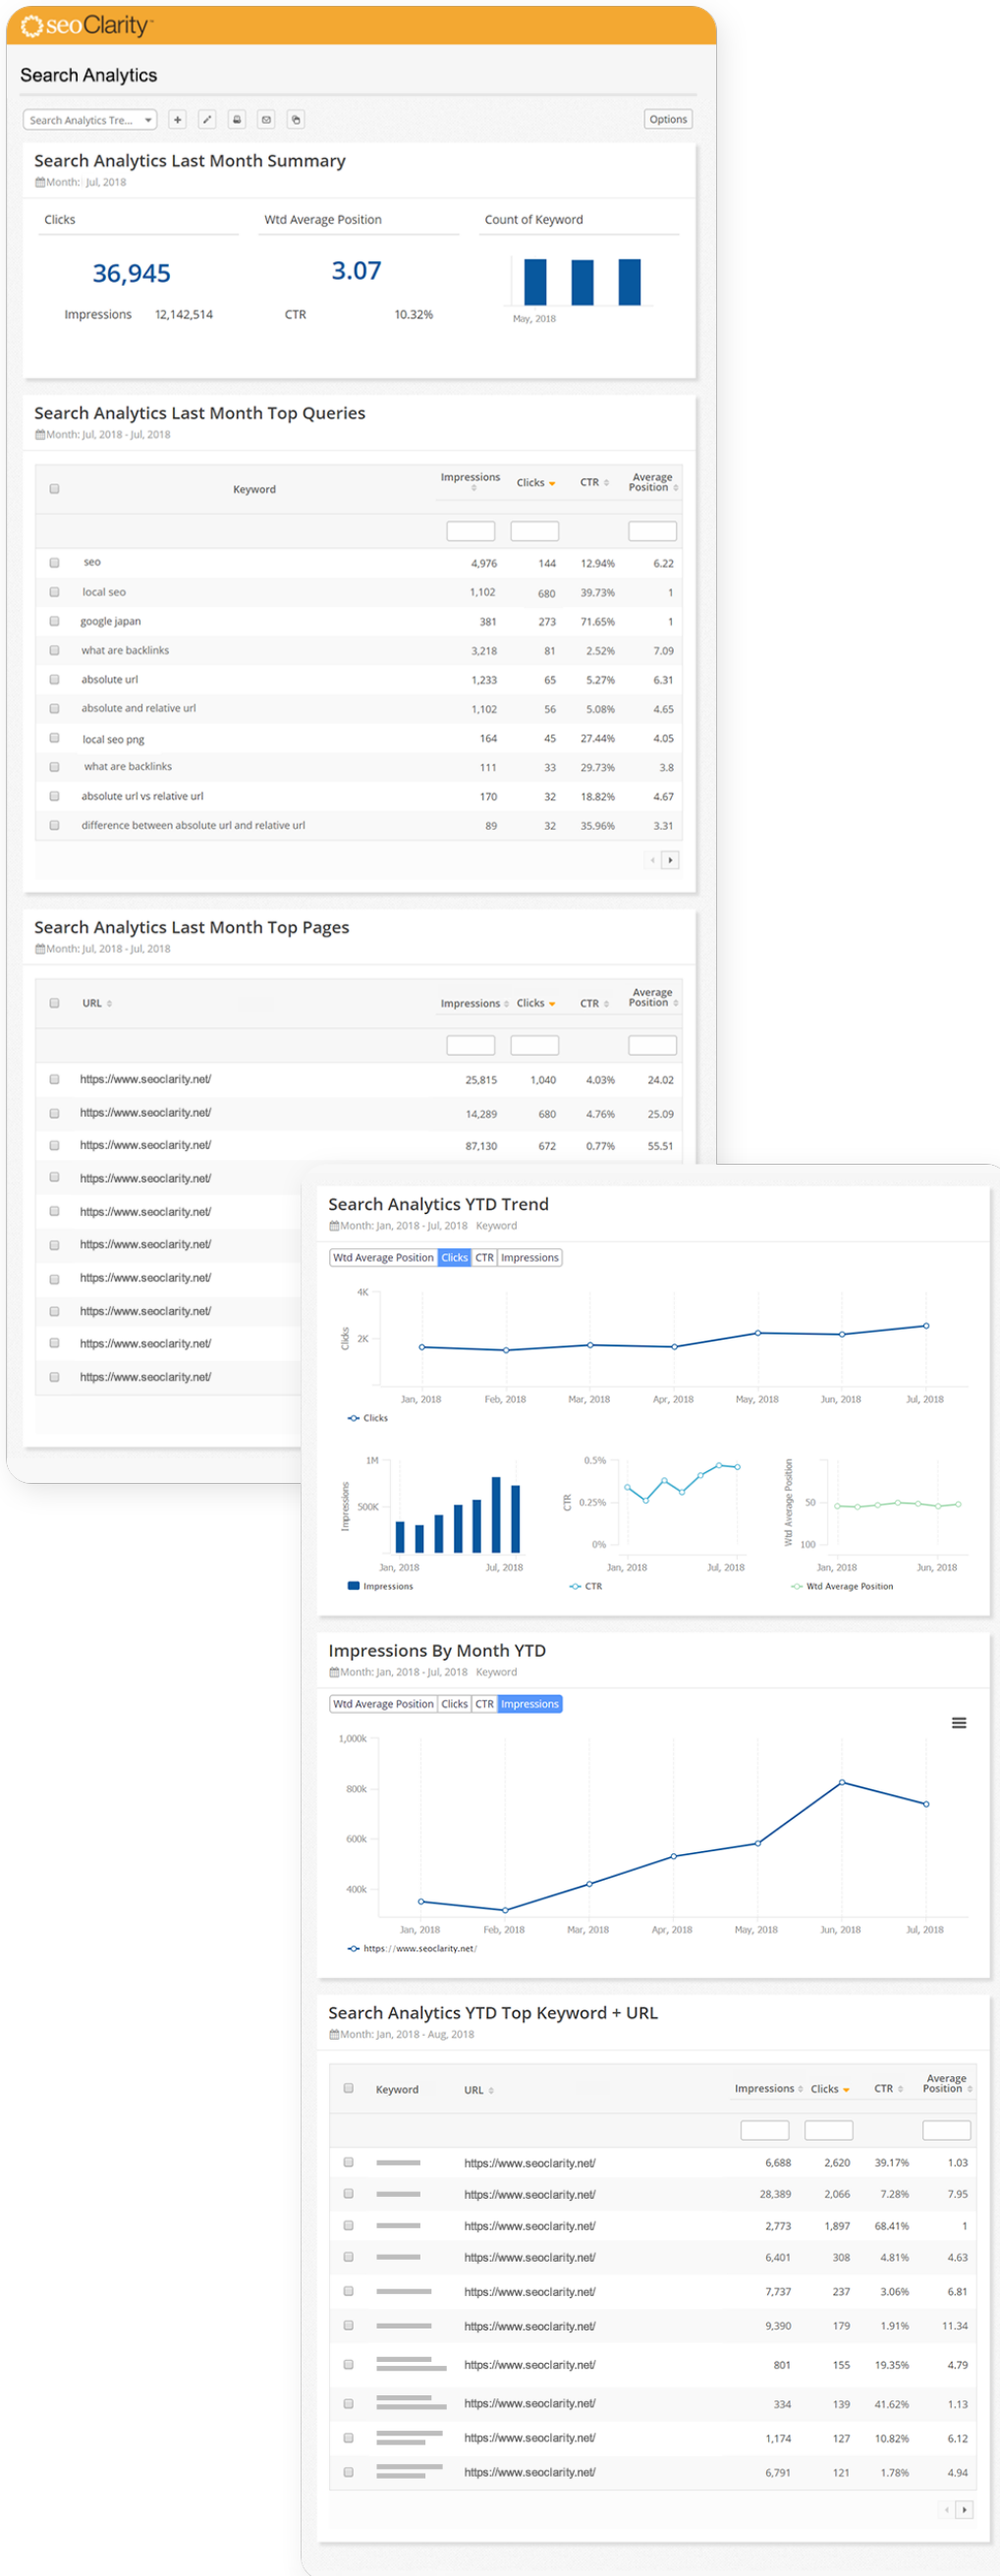 seoClarity™
Search Analytics
Search Analytics Tre...
Options
Search Analytics Last Month Summary
Month: Jul, 2018
Clicks Wtd Average Position Count of Keyword
36,945 3.07
Impressions 12,142,514 CTR 10.32%
May, 2018
Search Analytics Last Month Top Queries
Month: Jul, 2018 - Jul, 2018
Keyword Impressions Clicks CTR Average Position
seo 4,976 144 12.94% 6.22
local seo 1,102 680 39.73% 1
google japan 381 273 71.65% 1
what are backlinks 3,218 81 2.52% 7.09
absolute url 1,233 65 5.27% 6.31
absolute and relative url 1,102 56 5.08% 4.65
local seo png 164 45 27.44% 4.05
what are backlinks 111 33 29.73% 3.8
absolute url vs relative url 170 32 18.82% 4.67
difference between absolute url and relative url 89 32 35.96% 3.31
Search Analytics Last Month Top Pages
Month: Jul, 2018 - Jul, 2018
URL Impressions Clicks CTR Average Position
https://www.seoclarity.net/ 25,815 1,040 4.03% 24.02
https://www.seoclarity.net/ 14,289 680 4.76% 25.09
https://www.seoclarity.net/ 87,130 672 0.77% 55.51
https://www.seoclarity.net/
https://www.seoclarity.net/
https://www.seoclarity.net/
https://www.seoclarity.net/
https://www.seoclarity.net/
https://www.seoclarity.net/
https://www.seoclarity.net/
Search Analytics YTD Trend
Month: Jan, 2018 - Jul, 2018 Keyword
Wtd Average Position Clicks CTR Impressions
4K
2K
Clicks
Jan, 2018 Feb, 2018 Mar, 2018 Apr, 2018 May, 2018 Jun, 2018 Jul, 2018
Clicks
1M
500K
Impressions
Jan, 2018 Jul, 2018
Impressions
0.5%
0.25%
0%
CTR
Jan, 2018 Jul, 2018
CTR
50
100
Wtd Average Position
Jan, 2018 Jun, 2018
Wtd Average Position
Impressions By Month YTD
Month: Jan, 2018 - Jul, 2018 Keyword
Wtd Average Position Clicks CTR Impressions
1,000k
800k
600k
400k
Jan, 2018 Feb, 2018 Mar, 2018 Apr, 2018 May, 2018 Jun, 2018 Jul, 2018
https://www.seoclarity.net/
Search Analytics YTD Top Keyword + URL
Month: Jan, 2018 - Aug, 2018
Keyword URL Impressions Clicks CTR Average Position
https://www.seoclarity.net/ 6,688 2,620 39.17% 1.03
https://www.seoclarity.net/ 28,389 2,066 7.28% 7.95
https://www.seoclarity.net/ 2,773 1,897 68.41% 1
https://www.seoclarity.net/ 6,401 308 4.81% 4.63
https://www.seoclarity.net/ 7,737 237 3.06% 6.81
https://www.seoclarity.net/ 9,390 179 1.91% 11.34
https://www.seoclarity.net/ 801 155 19.35% 4.79
https://www.seoclarity.net/ 334 139 41.62% 1.13
https://www.seoclarity.net/ 1,174 127 10.82% 6.12
https://www.seoclarity.net/ 6,791 121 1.78% 4.94